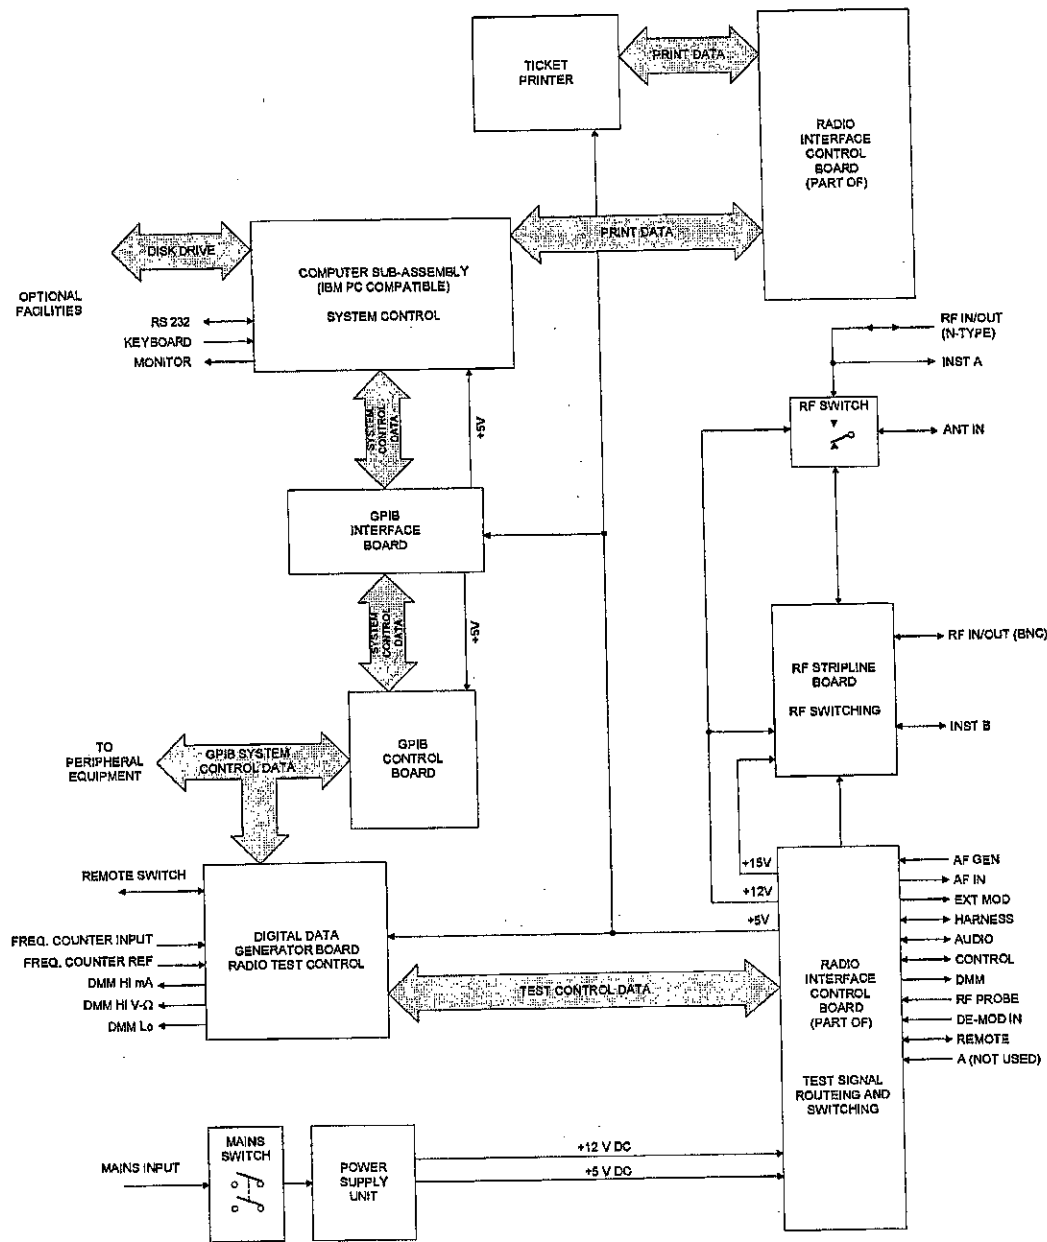 TICKET
PRINTER
PRINT DATA
RADIO
INTERFACE
CONTROL
BOARD
(PART OF)
DISK DRIVE
COMPUTER SUB-ASSEMBLY
(IBM PC COMPATIBLE)
SYSTEM CONTROL
PRINT DATA
OPTIONAL
FACILITIES
RS 232
KEYBOARD
MONITOR
RF IN/OUT
(N-TYPE)
INST A
RF SWITCH
ANT IN
SYSTEM
CONTROL
DATA
+5V
GPIB
INTERFACE
BOARD
SYSTEM
CONTROL
DATA
+5V
RF STRIPLINE
BOARD
RF SWITCHING
RF IN/OUT (BNC)
INST B
TO
PERIPHERAL
EQUIPMENT
GPIB SYSTEM
CONTROL DATA
GPIB
CONTROL
BOARD
REMOTE SWITCH
FREQ. COUNTER INPUT
FREQ. COUNTER REF
DMM HI mA
DMM HI V-Ω
DMM Lo
DIGITAL DATA
GENERATOR BOARD
RADIO TEST CONTROL
TEST CONTROL DATA
+15V
+12V
+5V
RADIO
INTERFACE
CONTROL
BOARD
(PART OF)
TEST SIGNAL
ROUTEING AND
SWITCHING
AF GEN
AF IN
EXT MOD
HARNESS
AUDIO
CONTROL
DMM
RF PROBE
DE-MOD IN
REMOTE
A (NOT USED)
MAINS INPUT
MAINS
SWITCH
POWER
SUPPLY
UNIT
+12 V DC
+5 V DC